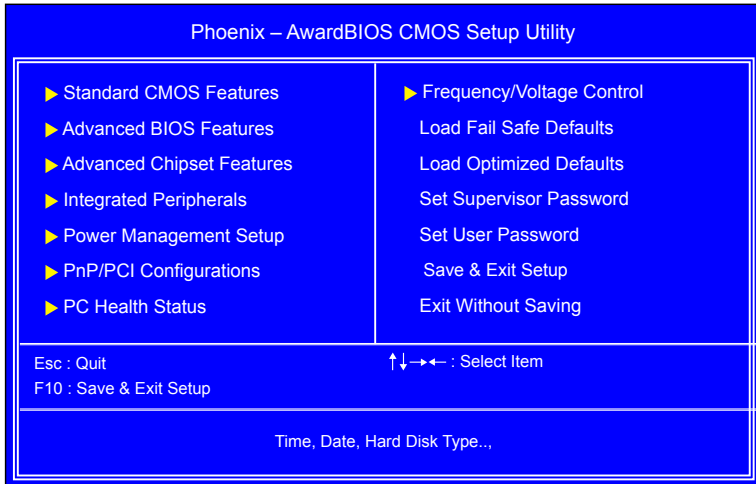 Phoenix – AwardBIOS CMOS Setup Utility
Standard CMOS Features
Advanced BIOS Features
Advanced Chipset Features
Integrated Peripherals
Power Management Setup
PnP/PCI Configurations
PC Health Status
Frequency/Voltage Control
Load Fail Safe Defaults
Load Optimized Defaults
Set Supervisor Password
Set User Password
Save & Exit Setup
Exit Without Saving
Esc : Quit
F10 : Save & Exit Setup
↑↓→← : Select Item
Time, Date, Hard Disk Type..,